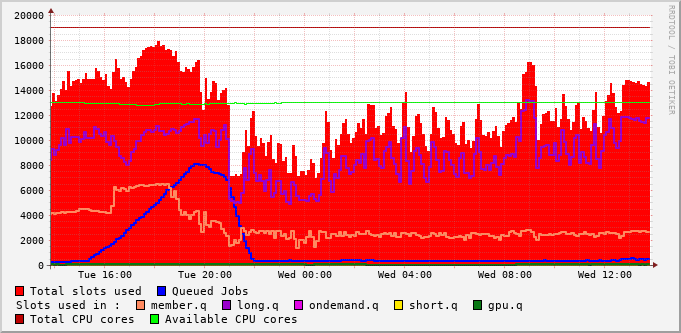 20000
18000
16000
14000
12000
10000
8000
6000
4000
2000
0
Tue 16:00 Tue 20:00 Wed 00:00 Wed 04:00 Wed 08:00 Wed 12:00
RRDTOOL / TOBI OETIKER
Total slots used Queued Jobs
Slots used in : member.q long.q ondemand.q short.q gpu.q
Total CPU cores Available CPU cores